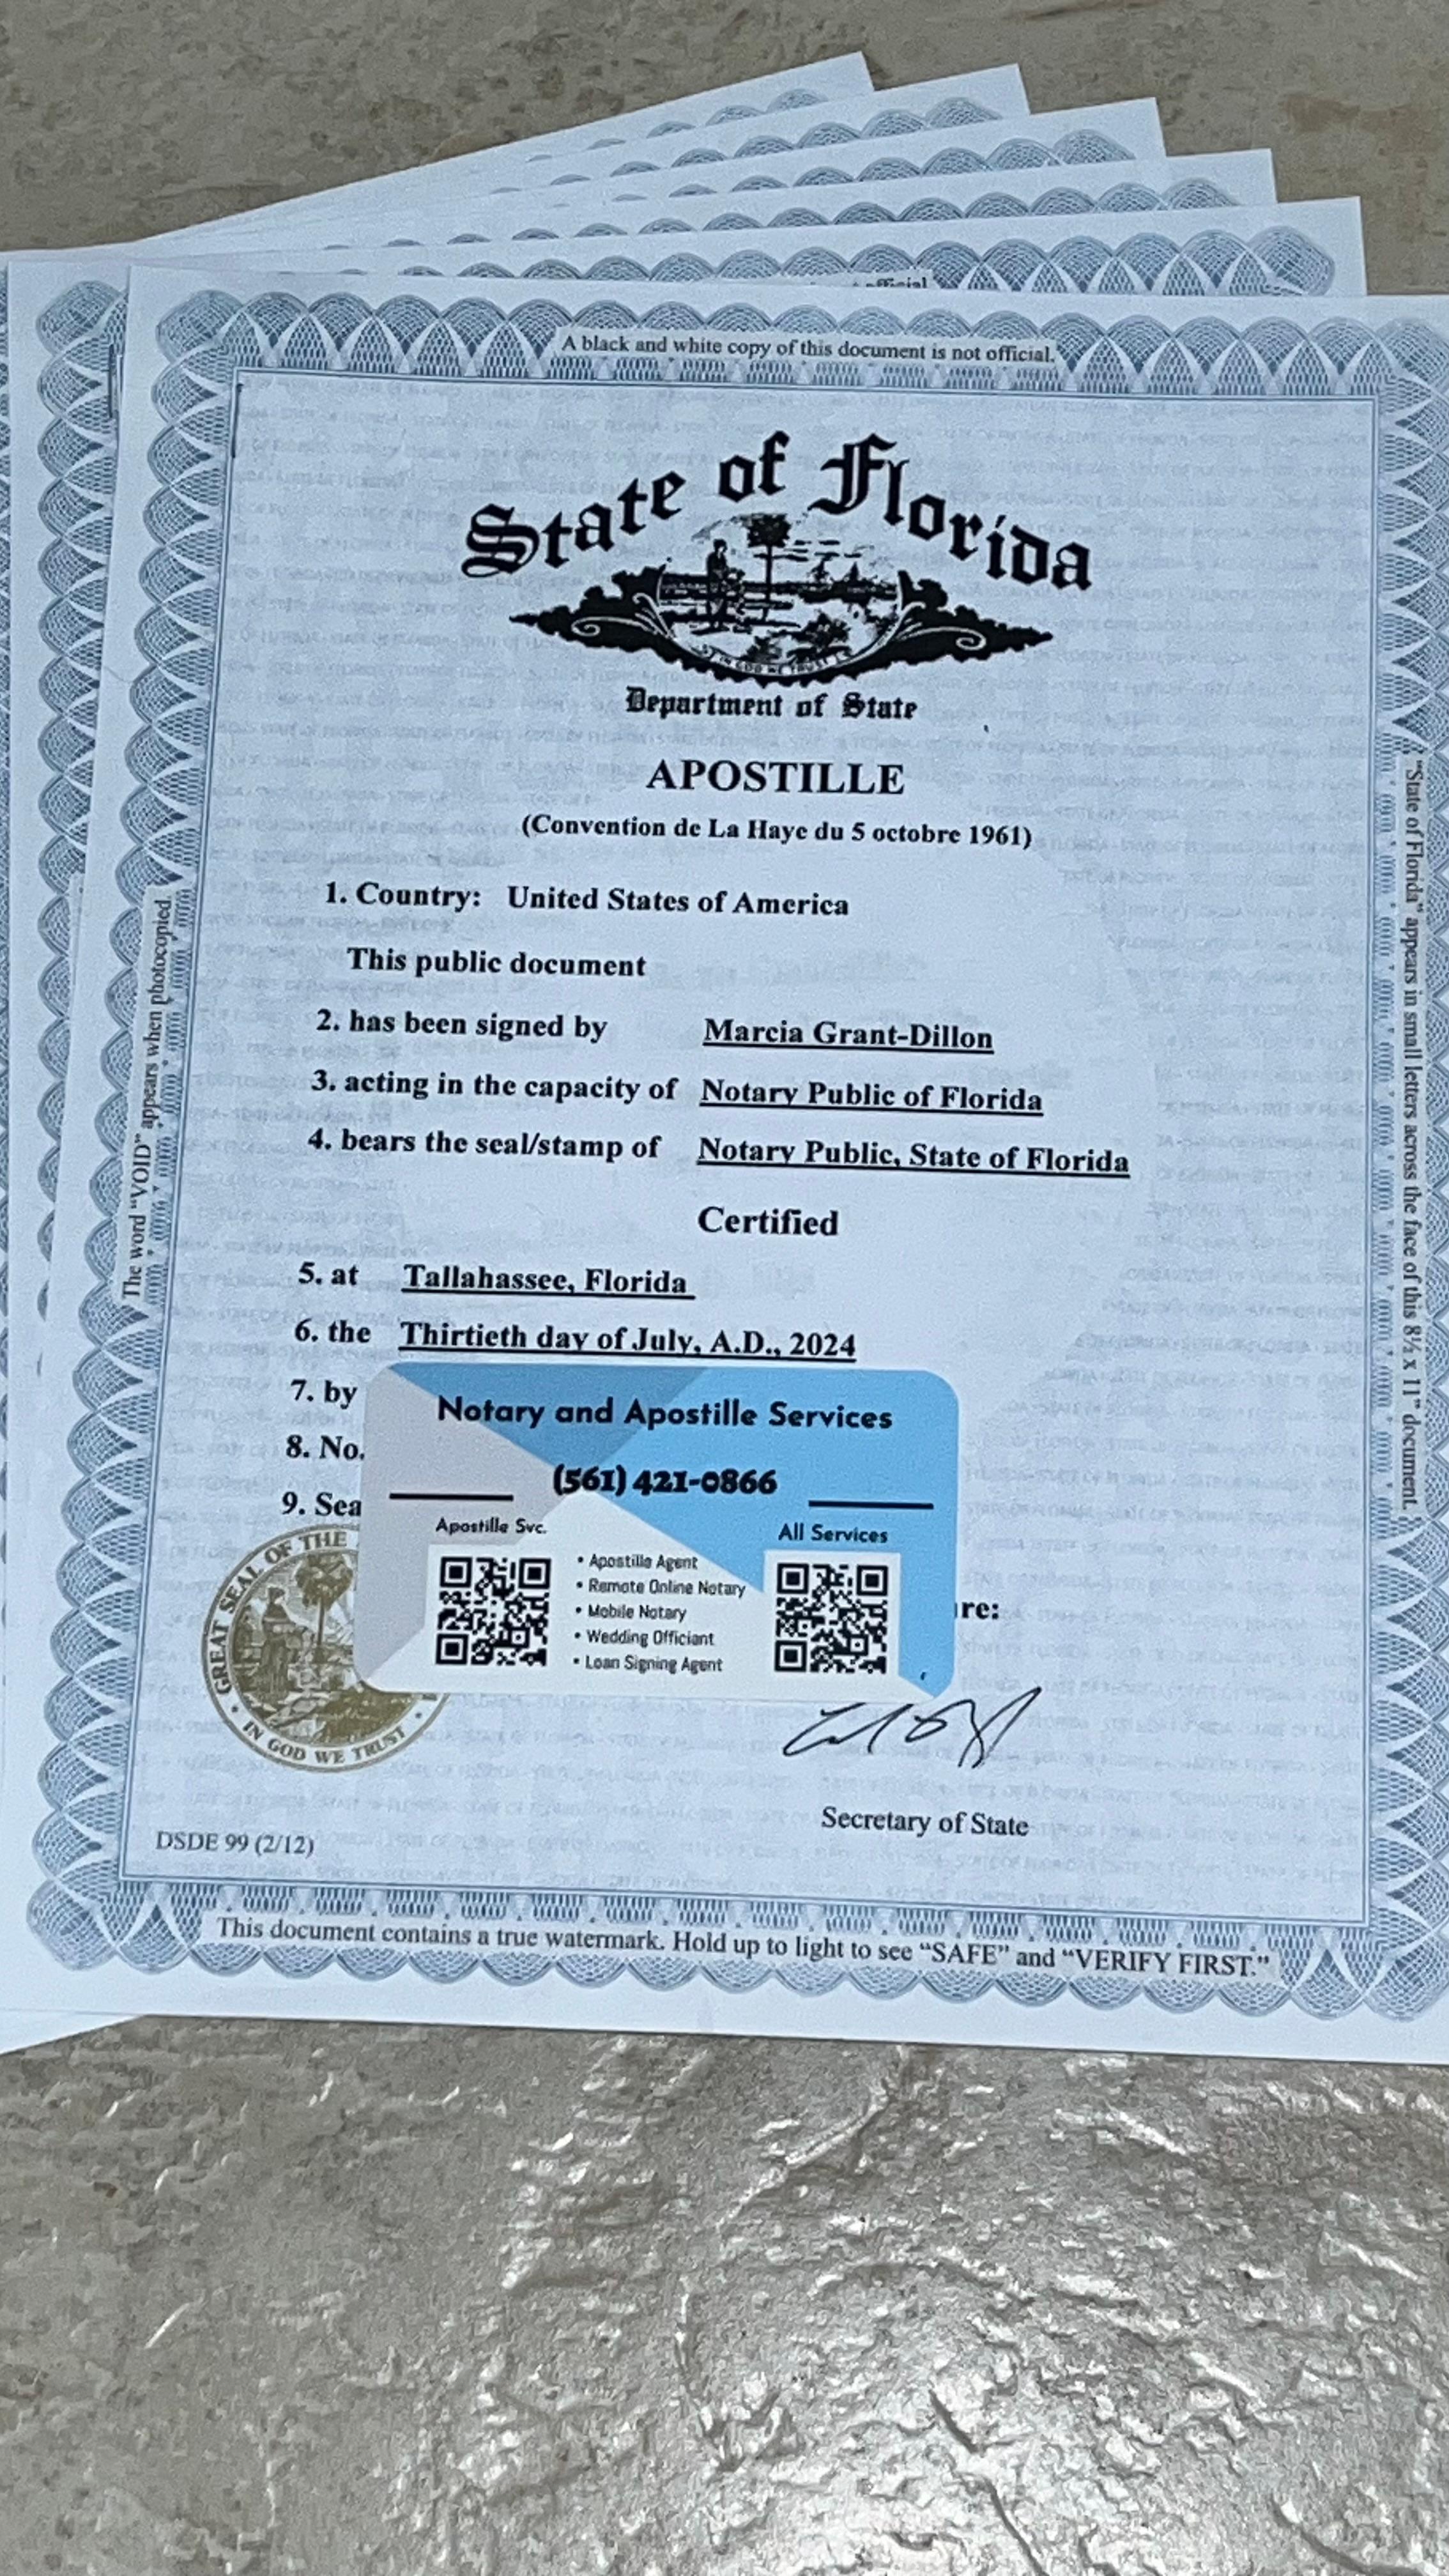 A black and white copy of this document is not official.
State of Florida
IN GOD WE TRUST
Department of State
APOSTILLE
(Convention de La Haye du 5 octobre 1961)
1. Country: United States of America
This public document
2. has been signed by Marcia Grant-Dillon
3. acting in the capacity of Notary Public of Florida
4. bears the seal/stamp of Notary Public, State of Florida
Certified
5. at Tallahassee, Florida
6. the Thirtieth day of July, A.D., 2024
7. by
8. No.
9. Sea
Notary and Apostille Services
(561) 421-0866
Apostille Svc.
All Services
• Apostille Agent
• Remote Online Notary
• Mobile Notary
• Wedding Officiant
• Loan Signing Agent
re:
GREAT SEAL OF THE
IN GOD WE TRUST
Secretary of State
DSDE 99 (2/12)
This document contains a true watermark. Hold up to light to see “SAFE” and “VERIFY FIRST.”
The word “VOID” appears when photocopied.
“State of Florida” appears in small letters across the face of this 8½ x 11” document.